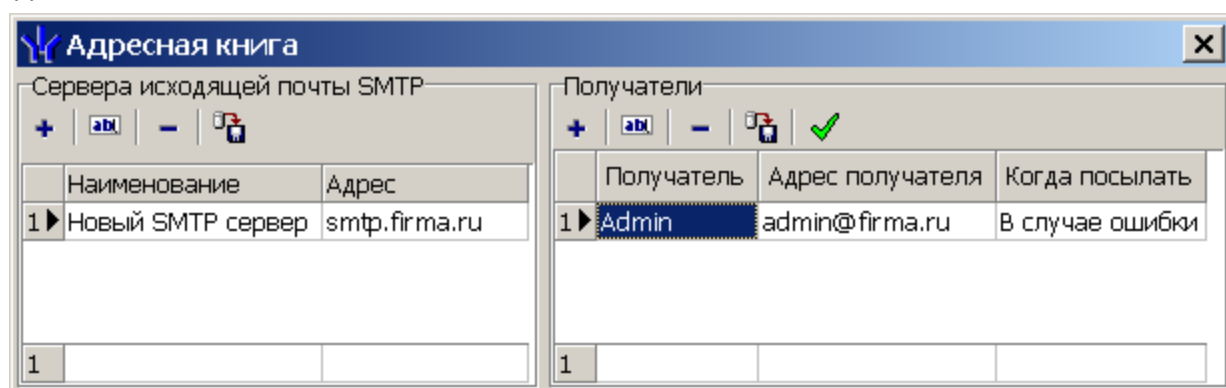 Адресная книга
Сервера исходящей почты SMTP
Получатели
Наименование Адрес
1 Новый SMTP сервер smtp.firma.ru
1
Получатель Адрес получателя Когда посылать
1 Admin admin@firma.ru В случае ошибки
1